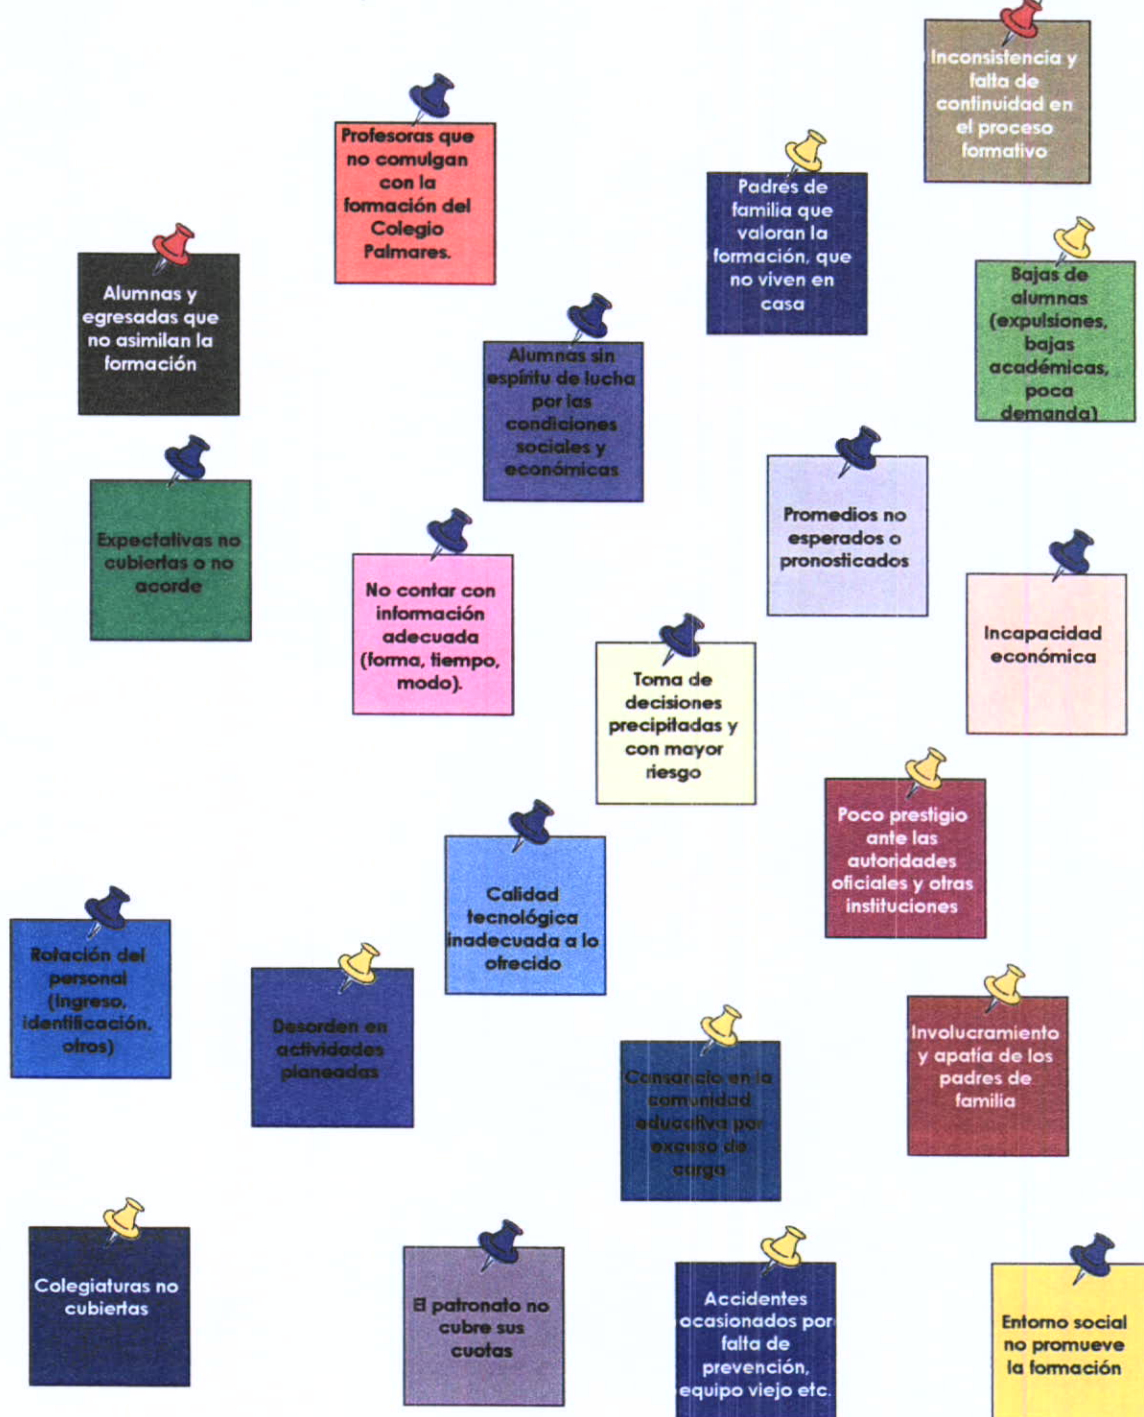 Inconsistencia y
falta de
continuidad en
el proceso
formativo
Profesoras que
no comulgan
con la
formación del
Colegio
Palmares.
Padres de
familia que
valoran la
formación, que
no viven en
casa
Alumnas y
egresadas que
no asimilan la
formación
Bajas de
alumnas
(expulsiones,
bajas
académicas,
poca
demanda)
Alumnas sin
espíritu de lucha
por las
condiciones
sociales y
económicas
Expectativas no
cubiertas o no
acorde
Promedios no
esperados o
pronosticados
No contar con
información
adecuada
(forma, tiempo,
modo).
Incapacidad
económica
Toma de
decisiones
precipitadas y
con mayor
riesgo
Poco prestigio
ante las
autoridades
oficiales y otras
instituciones
Calidad
tecnológica
inadecuada a lo
ofrecido
Rotación del
personal
(ingreso,
identificación,
otros)
Desorden en
actividades
planeadas
Cansancio en la
comunidad
educativa por
exceso de
carga
Involucramiento
y apatía de los
padres de
familia
Colegiaturas no
cubiertas
El patronato no
cubre sus
cuotas
Accidentes
ocasionados por
falta de
prevención,
equipo viejo etc.
Entorno social
no promueve
la formación